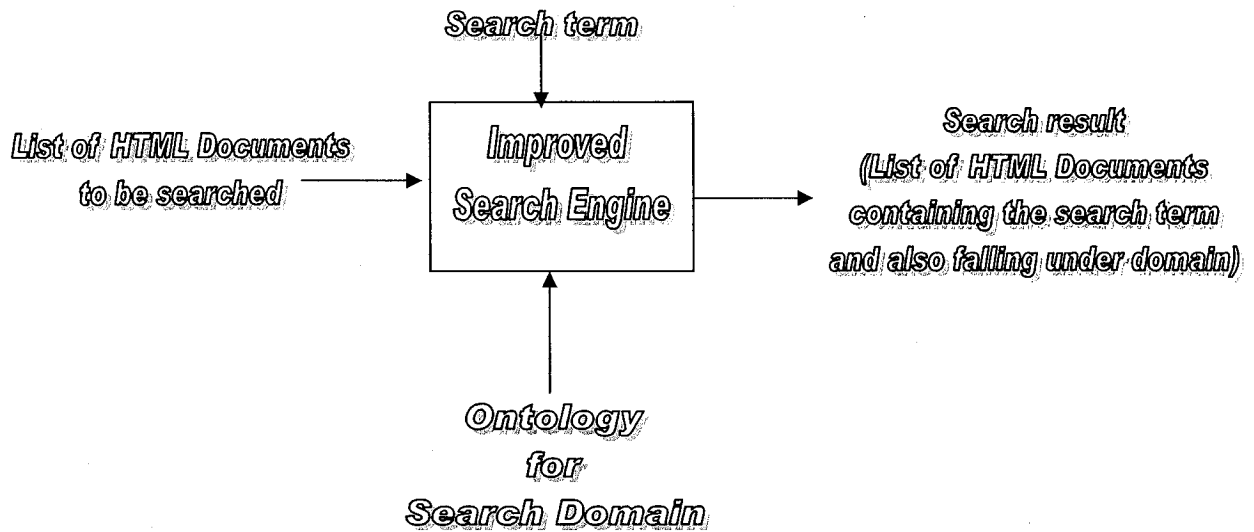 Search term
List of HTML Documents
to be searched
Improved
Search Engine
Search result
(List of HTML Documents
containing the search term
and also falling under domain)
Ontology
for
Search Domain